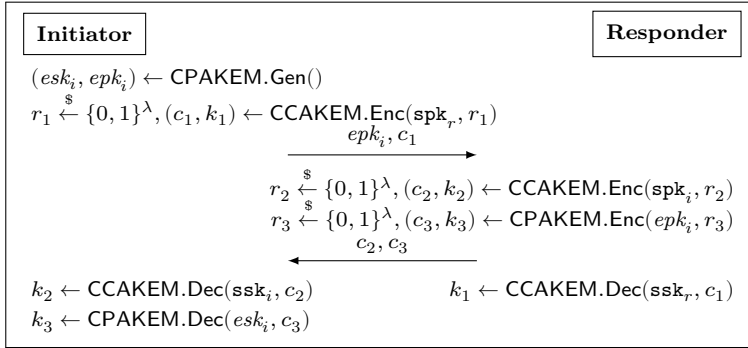 Initiator
Responder
(esk_i, epk_i) ← CPAKEM.Gen()
r_1 ←$ {0, 1}^λ, (c_1, k_1) ← CCAKEM.Enc(spk_r, r_1)
epk_i, c_1
r_2 ←$ {0, 1}^λ, (c_2, k_2) ← CCAKEM.Enc(spk_i, r_2)
r_3 ←$ {0, 1}^λ, (c_3, k_3) ← CPAKEM.Enc(epk_i, r_3)
c_2, c_3
k_2 ← CCAKEM.Dec(ssk_i, c_2)
k_1 ← CCAKEM.Dec(ssk_r, c_1)
k_3 ← CPAKEM.Dec(esk_i, c_3)